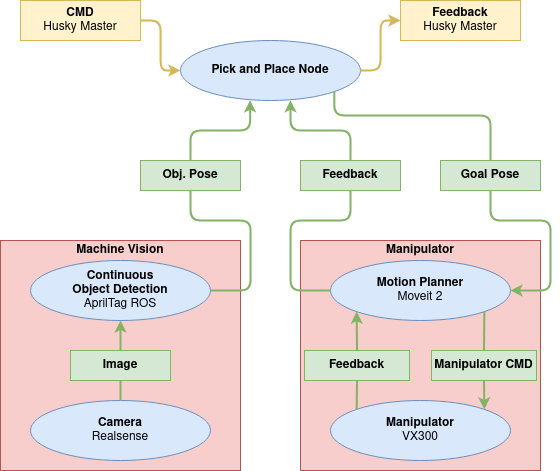 CMD
Husky Master
Feedback
Husky Master
Pick and Place Node
Obj. Pose
Feedback
Goal Pose
Machine Vision
Continuous
Object Detection
AprilTag ROS
Image
Camera
Realsense
Manipulator
Motion Planner
Moveit 2
Feedback
Manipulator CMD
Manipulator
VX300